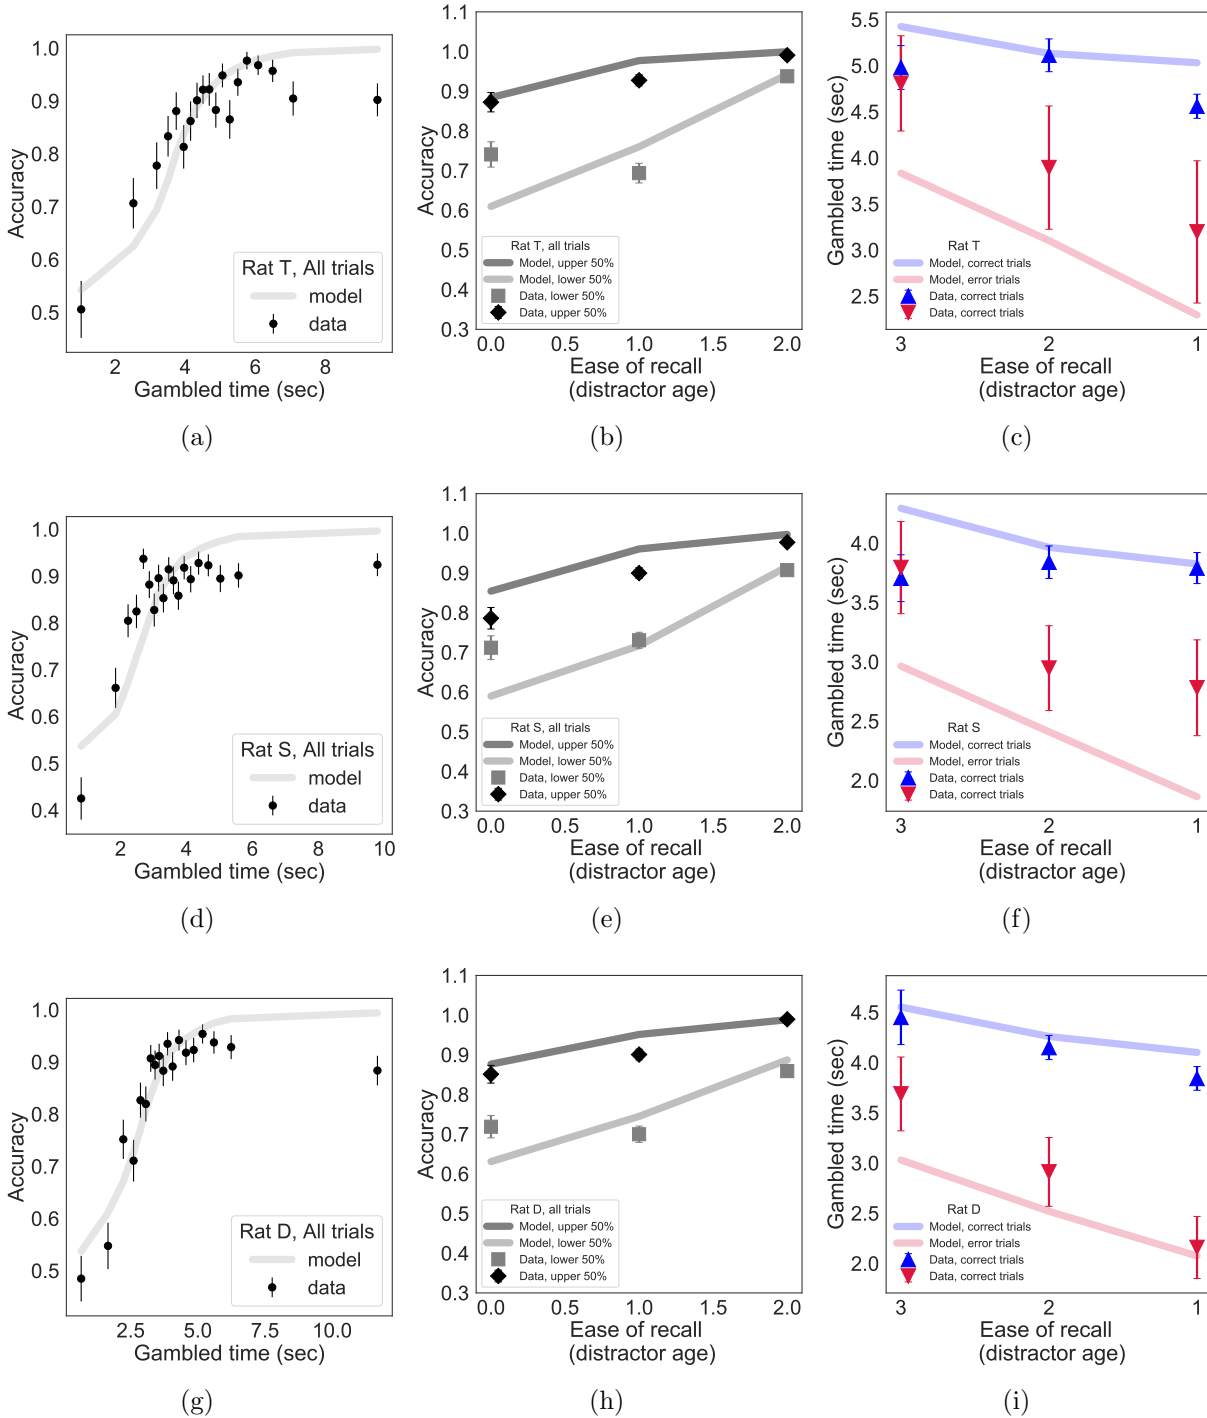 1.0
0.9
0.8
0.7
0.6
0.5
Accuracy
Rat T, All trials
model
data
2 4 6 8
Gambled time (sec)
(a)
1.1
1.0
0.9
0.8
0.7
0.6
0.5
0.4
0.3
Accuracy
Rat T, all trials
Model, upper 50%
Model, lower 50%
Data, lower 50%
Data, upper 50%
0.0 0.5 1.0 1.5 2.0
Ease of recall
(distractor age)
(b)
5.5
5.0
4.5
4.0
3.5
3.0
2.5
Gambled time (sec)
Rat T
Model, correct trials
Model, error trials
Data, correct trials
Data, correct trials
3 2 1
Ease of recall
(distractor age)
(c)
1.0
0.9
0.8
0.7
0.6
0.5
0.4
Accuracy
Rat S, All trials
model
data
2 4 6 8 10
Gambled time (sec)
(d)
1.1
1.0
0.9
0.8
0.7
0.6
0.5
0.4
0.3
Accuracy
Rat S, all trials
Model, upper 50%
Model, lower 50%
Data, lower 50%
Data, upper 50%
0.0 0.5 1.0 1.5 2.0
Ease of recall
(distractor age)
(e)
4.0
3.5
3.0
2.5
2.0
Gambled time (sec)
Rat S
Model, correct trials
Model, error trials
Data, correct trials
Data, correct trials
3 2 1
Ease of recall
(distractor age)
(f)
1.0
0.9
0.8
0.7
0.6
0.5
Accuracy
Rat D, All trials
model
data
2.5 5.0 7.5 10.0
Gambled time (sec)
(g)
1.1
1.0
0.9
0.8
0.7
0.6
0.5
0.4
0.3
Accuracy
Rat D, all trials
Model, upper 50%
Model, lower 50%
Data, lower 50%
Data, upper 50%
0.0 0.5 1.0 1.5 2.0
Ease of recall
(distractor age)
(h)
4.5
4.0
3.5
3.0
2.5
2.0
Gambled time (sec)
Rat D
Model, correct trials
Model, error trials
Data, correct trials
Data, correct trials
3 2 1
Ease of recall
(distractor age)
(i)